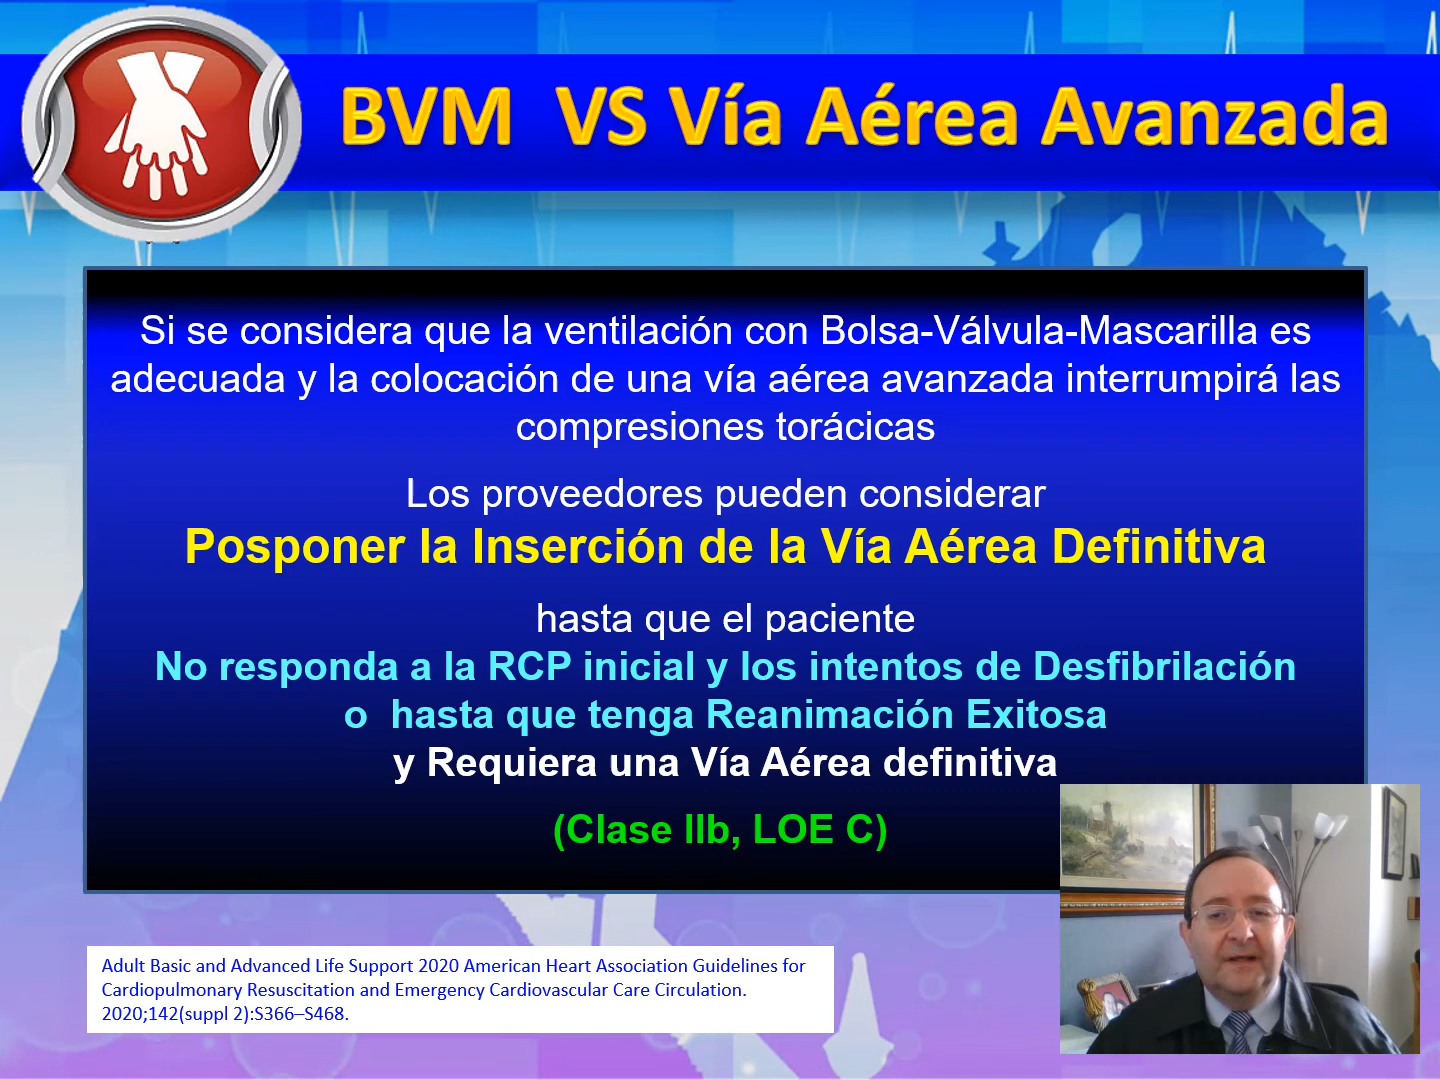 BVM  VS Vía Aérea Avanzada
Si se considera que la ventilación con Bolsa-Válvula-Mascarilla es
adecuada y la colocación de una vía aérea avanzada interrumpirá las
compresiones torácicas
Los proveedores pueden considerar
Posponer la Inserción de la Vía Aérea Definitiva
hasta que el paciente
No responda a la RCP inicial y los intentos de Desfibrilación
o  hasta que tenga Reanimación Exitosa
y Requiera una Vía Aérea definitiva
(Clase IIb, LOE C)
Adult Basic and Advanced Life Support 2020 American Heart Association Guidelines for
Cardiopulmonary Resuscitation and Emergency Cardiovascular Care Circulation.
2020;142(suppl 2):S366–S468.